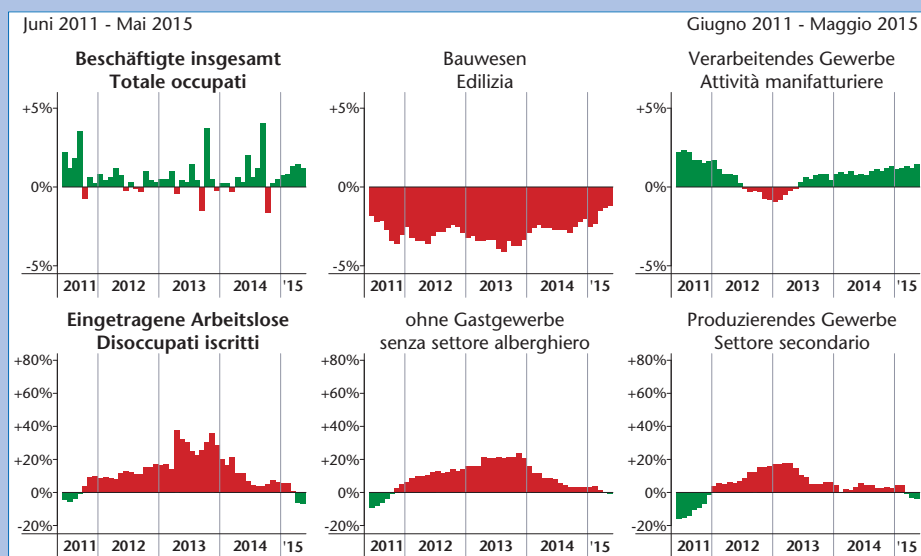 Juni 2011 - Mai 2015
Giugno 2011 - Maggio 2015
Beschäftigte insgesamt
Totale occupati
+5%
0%
-5%
2011 2012 2013 2014 '15
Bauwesen
Edilizia
+5%
0%
-5%
2011 2012 2013 2014 '15
Verarbeitendes Gewerbe
Attività manifatturiere
+5%
0%
-5%
2011 2012 2013 2014 '15
Eingetragene Arbeitslose
Disoccupati iscritti
+80%
+60%
+40%
+20%
0%
-20%
2011 2012 2013 2014 '15
ohne Gastgewerbe
senza settore alberghiero
+80%
+60%
+40%
+20%
0%
-20%
2011 2012 2013 2014 '15
Produzierendes Gewerbe
Settore secondario
+80%
+60%
+40%
+20%
0%
-20%
2011 2012 2013 2014 '15